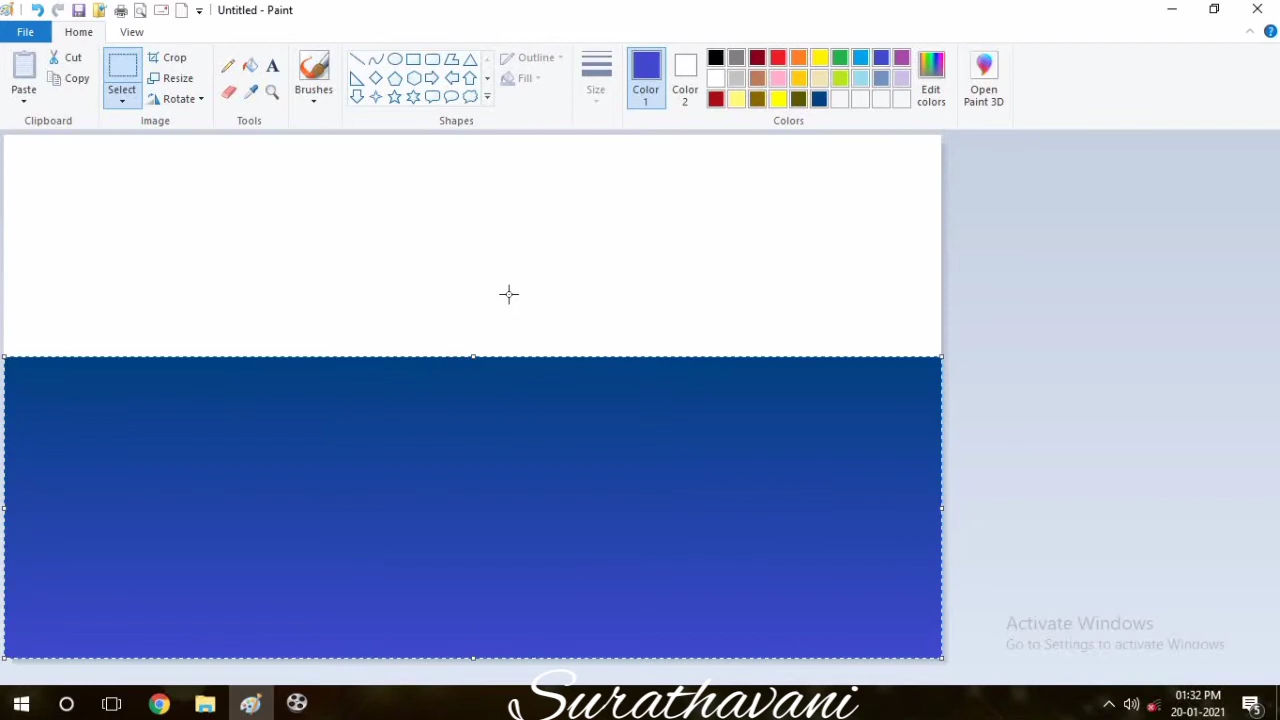 Untitled - Paint
File Home View
Paste
Cut
Copy
Clipboard
Select
Crop
Resize
Rotate
Image
A
Tools
Brushes
Outline
Fill
Shapes
Size
Color 1
Color 2
Edit colors
Colors
Open Paint 3D
Activate Windows
Go to Settings to activate Windows
Surathavani
01:32 PM
20-01-2021
5